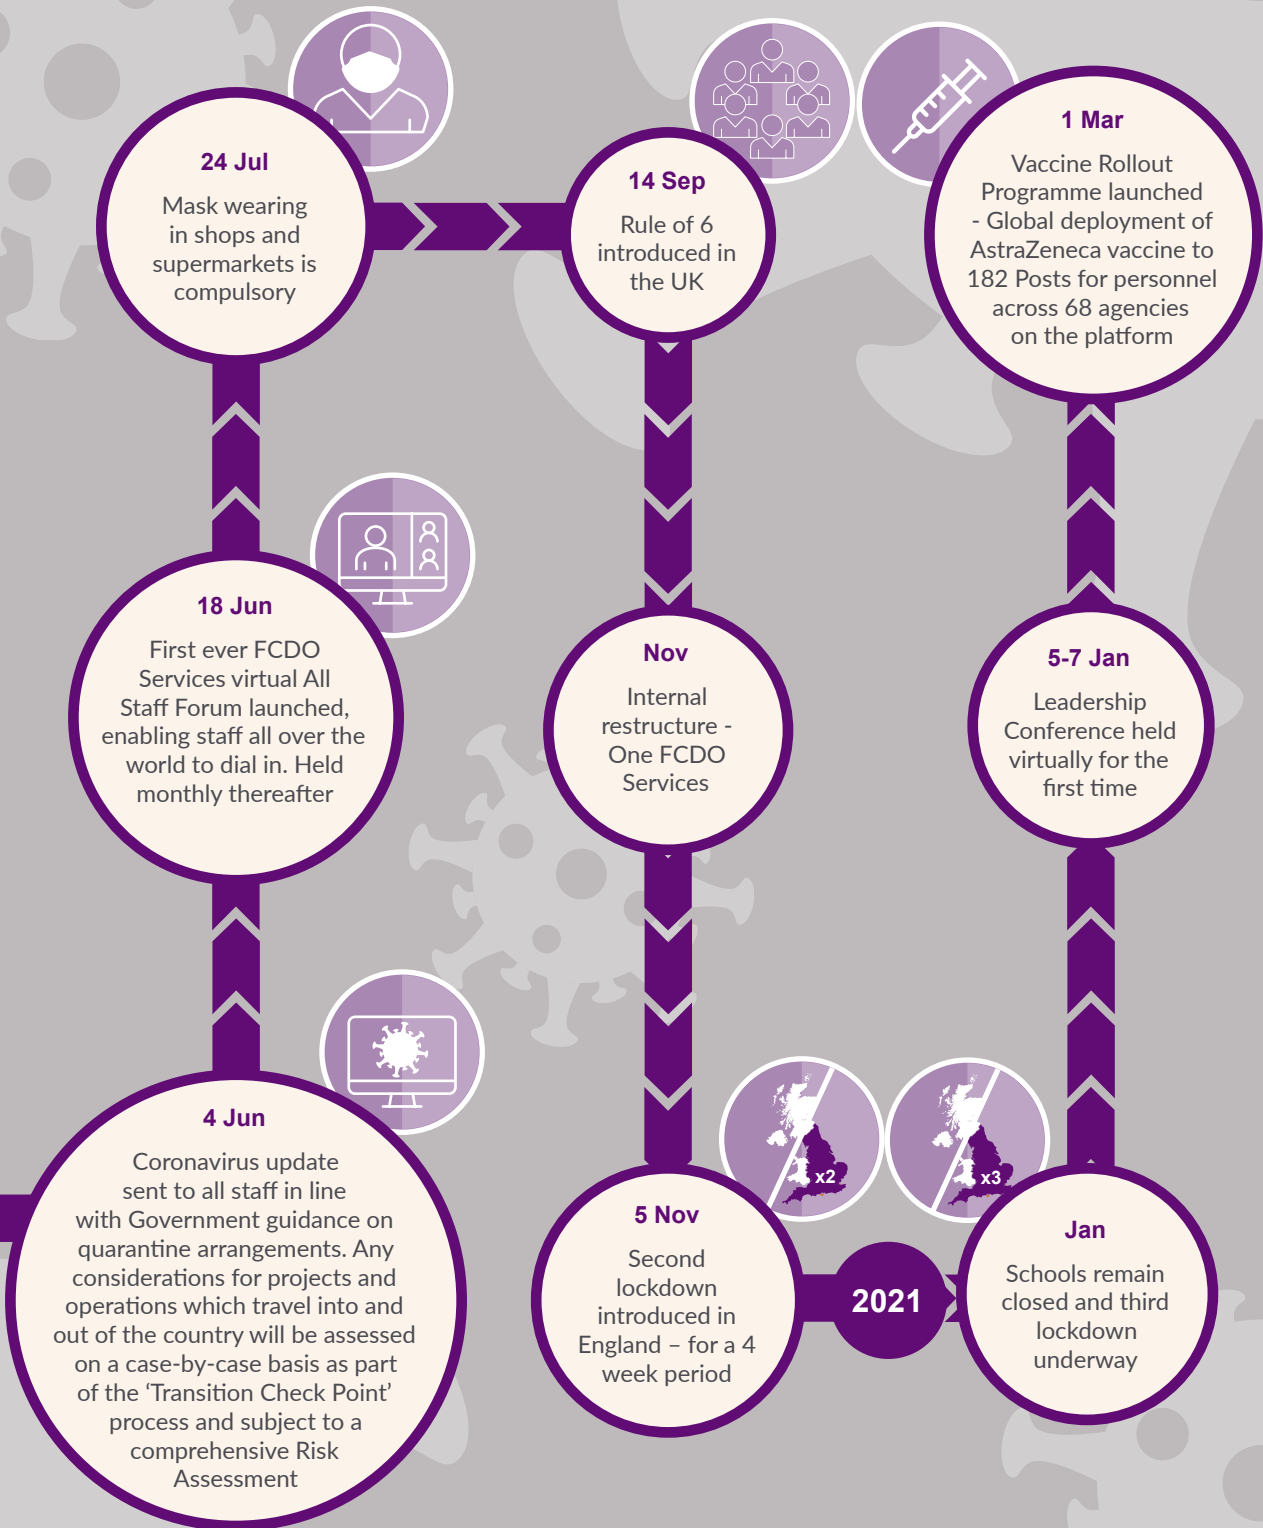 4 Jun
Coronavirus update
sent to all staff in line
with Government guidance on
quarantine arrangements. Any
considerations for projects and
operations which travel into and
out of the country will be assessed
on a case-by-case basis as part
of the ‘Transition Check Point’
process and subject to a
comprehensive Risk
Assessment
18 Jun
First ever FCDO
Services virtual All
Staff Forum launched,
enabling staff all over the
world to dial in. Held
monthly thereafter
24 Jul
Mask wearing
in shops and
supermarkets is
compulsory
14 Sep
Rule of 6
introduced in
the UK
Nov
Internal
restructure -
One FCDO
Services
x2
5 Nov
Second
lockdown
introduced in
England – for a 4
week period
2021
x3
Jan
Schools remain
closed and third
lockdown
underway
5-7 Jan
Leadership
Conference held
virtually for the
first time
1 Mar
Vaccine Rollout
Programme launched
- Global deployment of
AstraZeneca vaccine to
182 Posts for personnel
across 68 agencies
on the platform